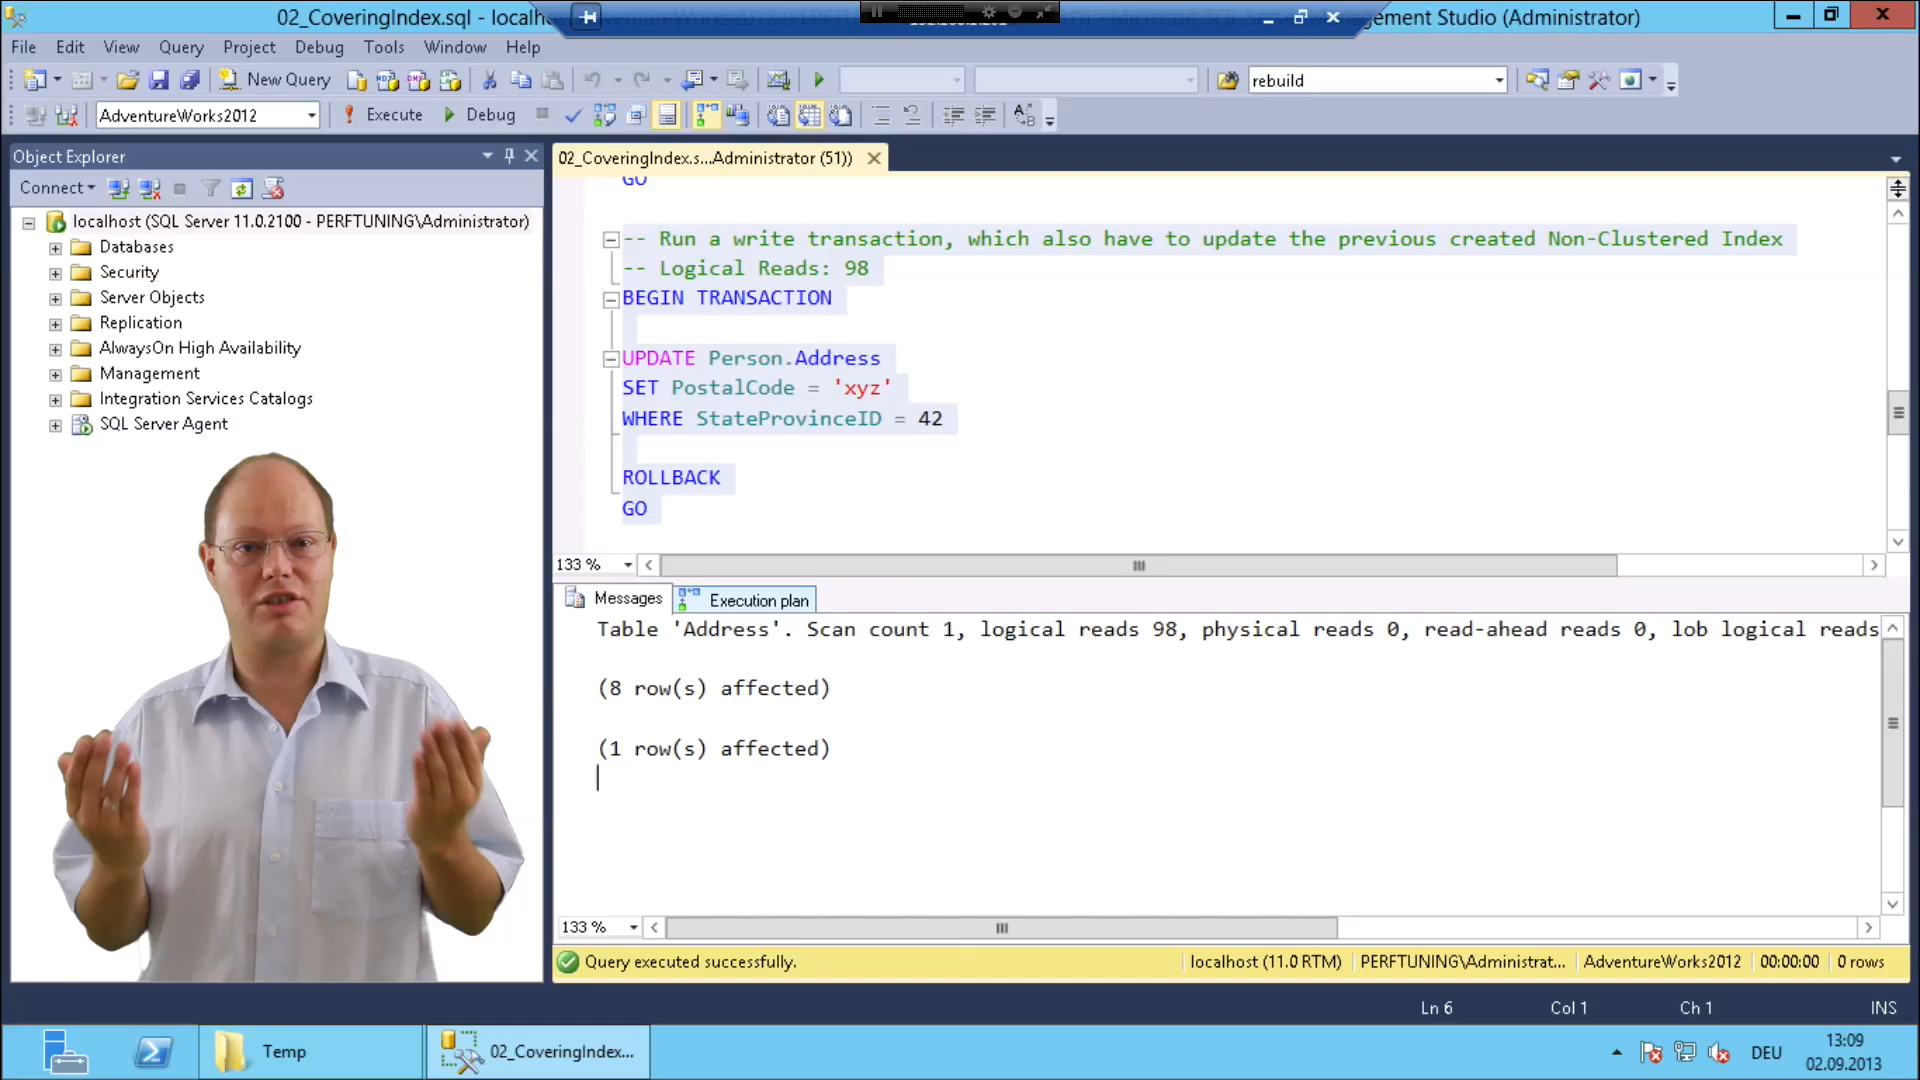 02_CoveringIndex.sql - localh
gement Studio (Administrator)
File Edit View Query Project Debug Tools Window Help
New Query
rebuild
AdventureWorks2012
Execute
Debug
Object Explorer
Connect
localhost (SQL Server 11.0.2100 - PERFTUNING\Administrator)
Databases
Security
Server Objects
Replication
AlwaysOn High Availability
Management
Integration Services Catalogs
SQL Server Agent
02_CoveringIndex.s...Administrator (51))
GO
-- Run a write transaction, which also have to update the previous created Non-Clustered Index
-- Logical Reads: 98
BEGIN TRANSACTION
UPDATE Person.Address
SET PostalCode = 'xyz'
WHERE StateProvinceID = 42
ROLLBACK
GO
133 %
Messages
Execution plan
Table 'Address'. Scan count 1, logical reads 98, physical reads 0, read-ahead reads 0, lob logical reads
(8 row(s) affected)
(1 row(s) affected)
133 %
Query executed successfully.
localhost (11.0 RTM)
PERFTUNING\Administrat...
AdventureWorks2012
00:00:00
0 rows
Ln 6
Col 1
Ch 1
INS
Temp
02_CoveringIndex...
DEU
13:09
02.09.2013